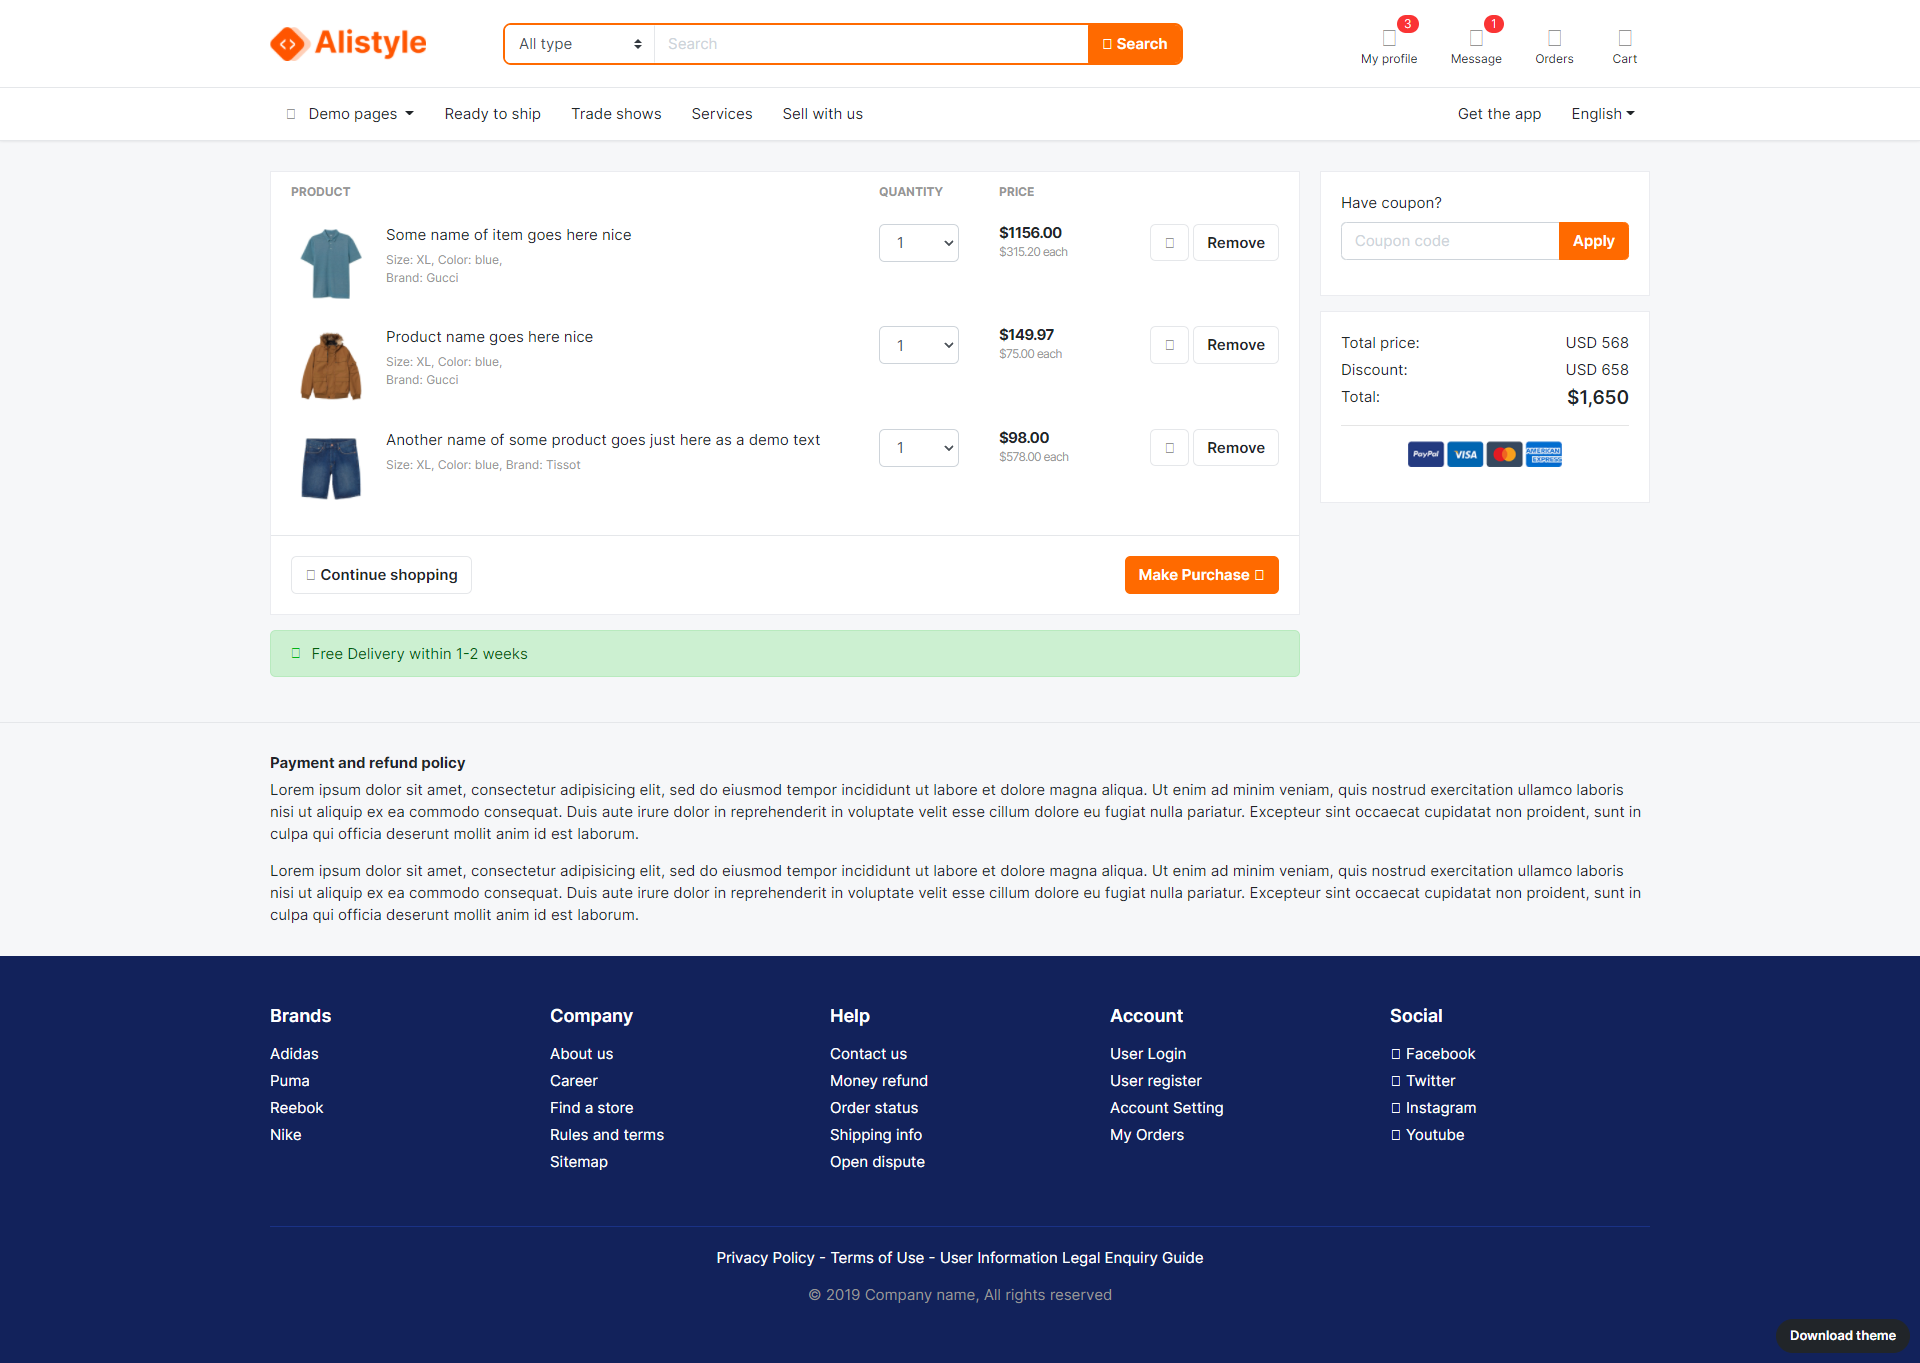 Alistyle
All type
Search
Search
3
My profile
1
Message
Orders
Cart
Demo pages
Ready to ship
Trade shows
Services
Sell with us
Get the app
English
PRODUCT
QUANTITY
PRICE
Some name of item goes here nice
Size: XL, Color: blue,
Brand: Gucci
1
$1156.00
$315.20 each
Remove
Product name goes here nice
Size: XL, Color: blue,
Brand: Gucci
1
$149.97
$75.00 each
Remove
Another name of some product goes just here as a demo text
Size: XL, Color: blue, Brand: Tissot
1
$98.00
$578.00 each
Remove
Continue shopping
Make Purchase
Free Delivery within 1-2 weeks
Have coupon?
Coupon code
Apply
Total price:
USD 568
Discount:
USD 658
Total:
$1,650
PayPal
VISA
AMERICAN
EXPRESS
Payment and refund policy
Lorem ipsum dolor sit amet, consectetur adipisicing elit, sed do eiusmod tempor incididunt ut labore et dolore magna aliqua. Ut enim ad minim veniam, quis nostrud exercitation ullamco laboris
nisi ut aliquip ex ea commodo consequat. Duis aute irure dolor in reprehenderit in voluptate velit esse cillum dolore eu fugiat nulla pariatur. Excepteur sint occaecat cupidatat non proident, sunt in
culpa qui officia deserunt mollit anim id est laborum.
Lorem ipsum dolor sit amet, consectetur adipisicing elit, sed do eiusmod tempor incididunt ut labore et dolore magna aliqua. Ut enim ad minim veniam, quis nostrud exercitation ullamco laboris
nisi ut aliquip ex ea commodo consequat. Duis aute irure dolor in reprehenderit in voluptate velit esse cillum dolore eu fugiat nulla pariatur. Excepteur sint occaecat cupidatat non proident, sunt in
culpa qui officia deserunt mollit anim id est laborum.
Brands
Adidas
Puma
Reebok
Nike
Company
About us
Career
Find a store
Rules and terms
Sitemap
Help
Contact us
Money refund
Order status
Shipping info
Open dispute
Account
User Login
User register
Account Setting
My Orders
Social
Facebook
Twitter
Instagram
Youtube
Privacy Policy - Terms of Use - User Information Legal Enquiry Guide
© 2019 Company name, All rights reserved
Download theme